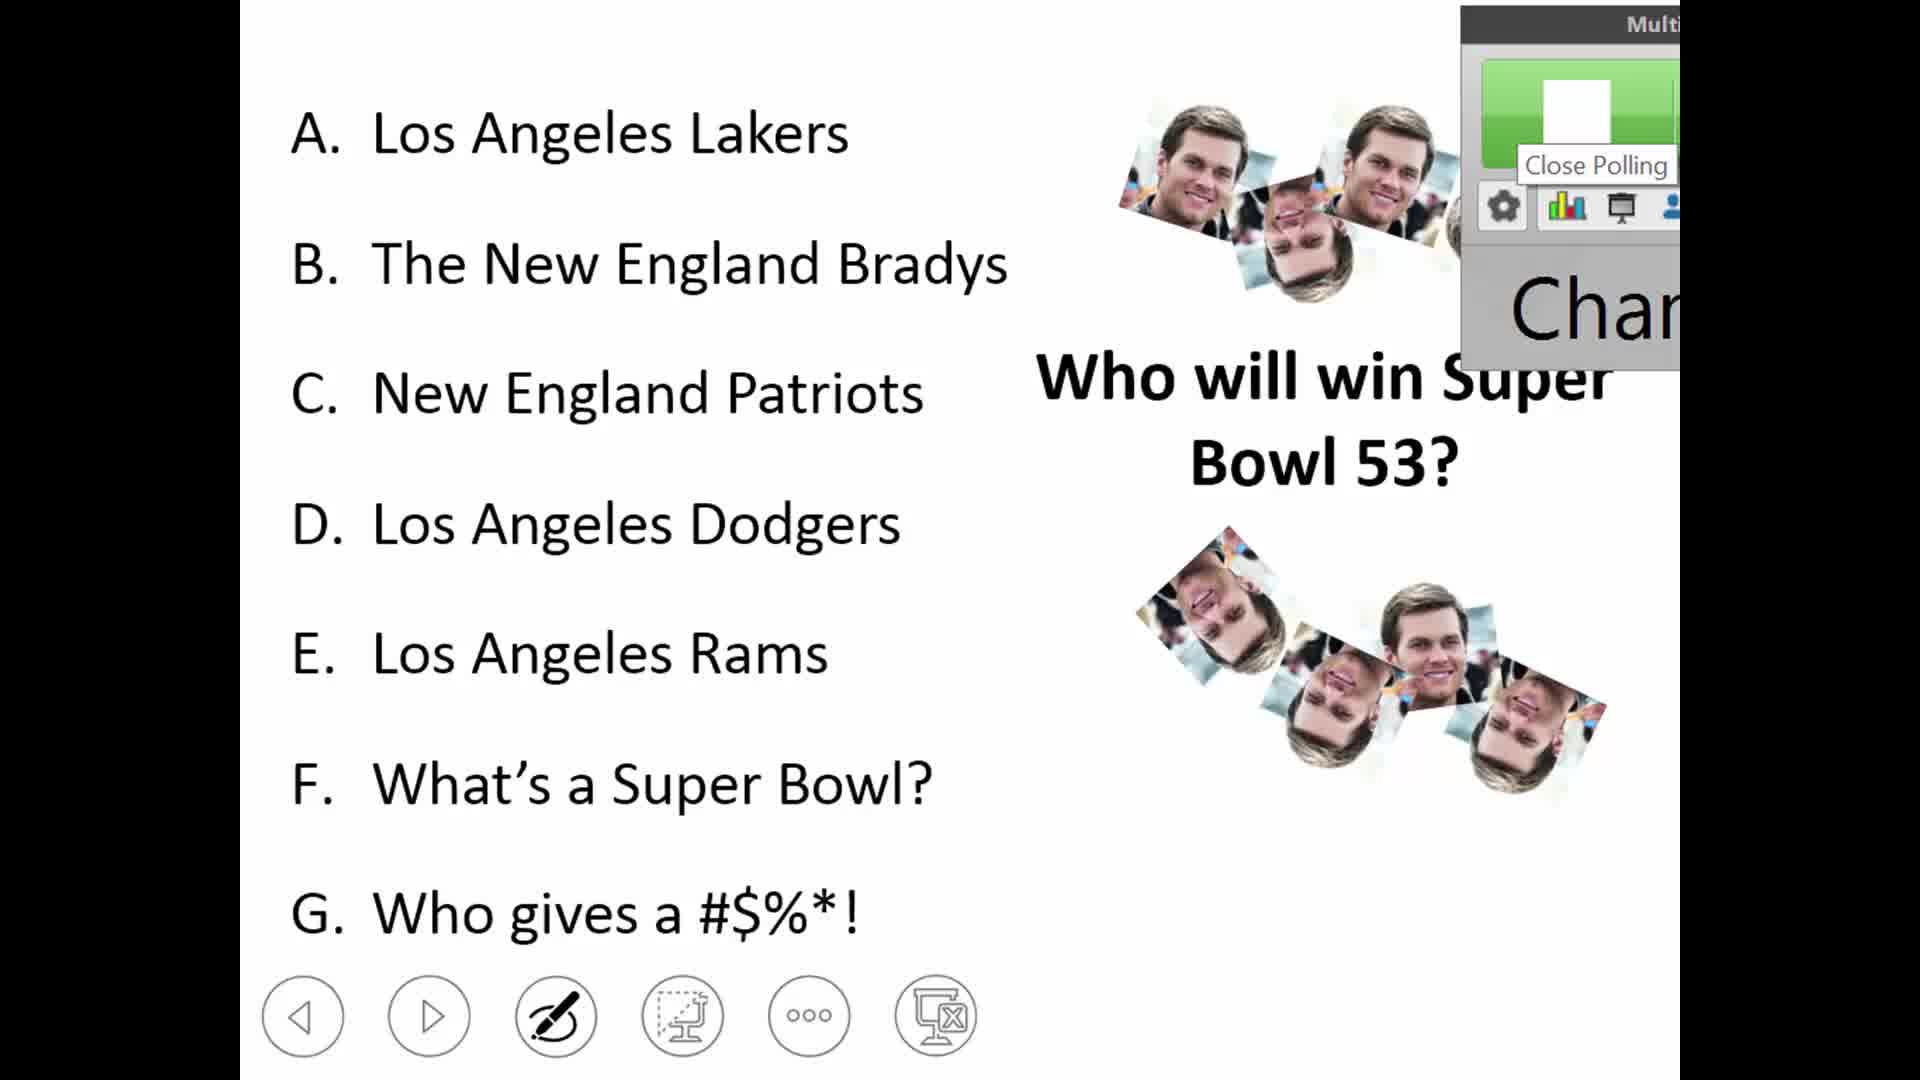 Multi
A. Los Angeles Lakers
Close Polling
B. The New England Bradys
Char
Who will win Super
C. New England Patriots
Bowl 53?
D. Los Angeles Dodgers
E. Los Angeles Rams
F. What’s a Super Bowl?
G. Who gives a #$%*!